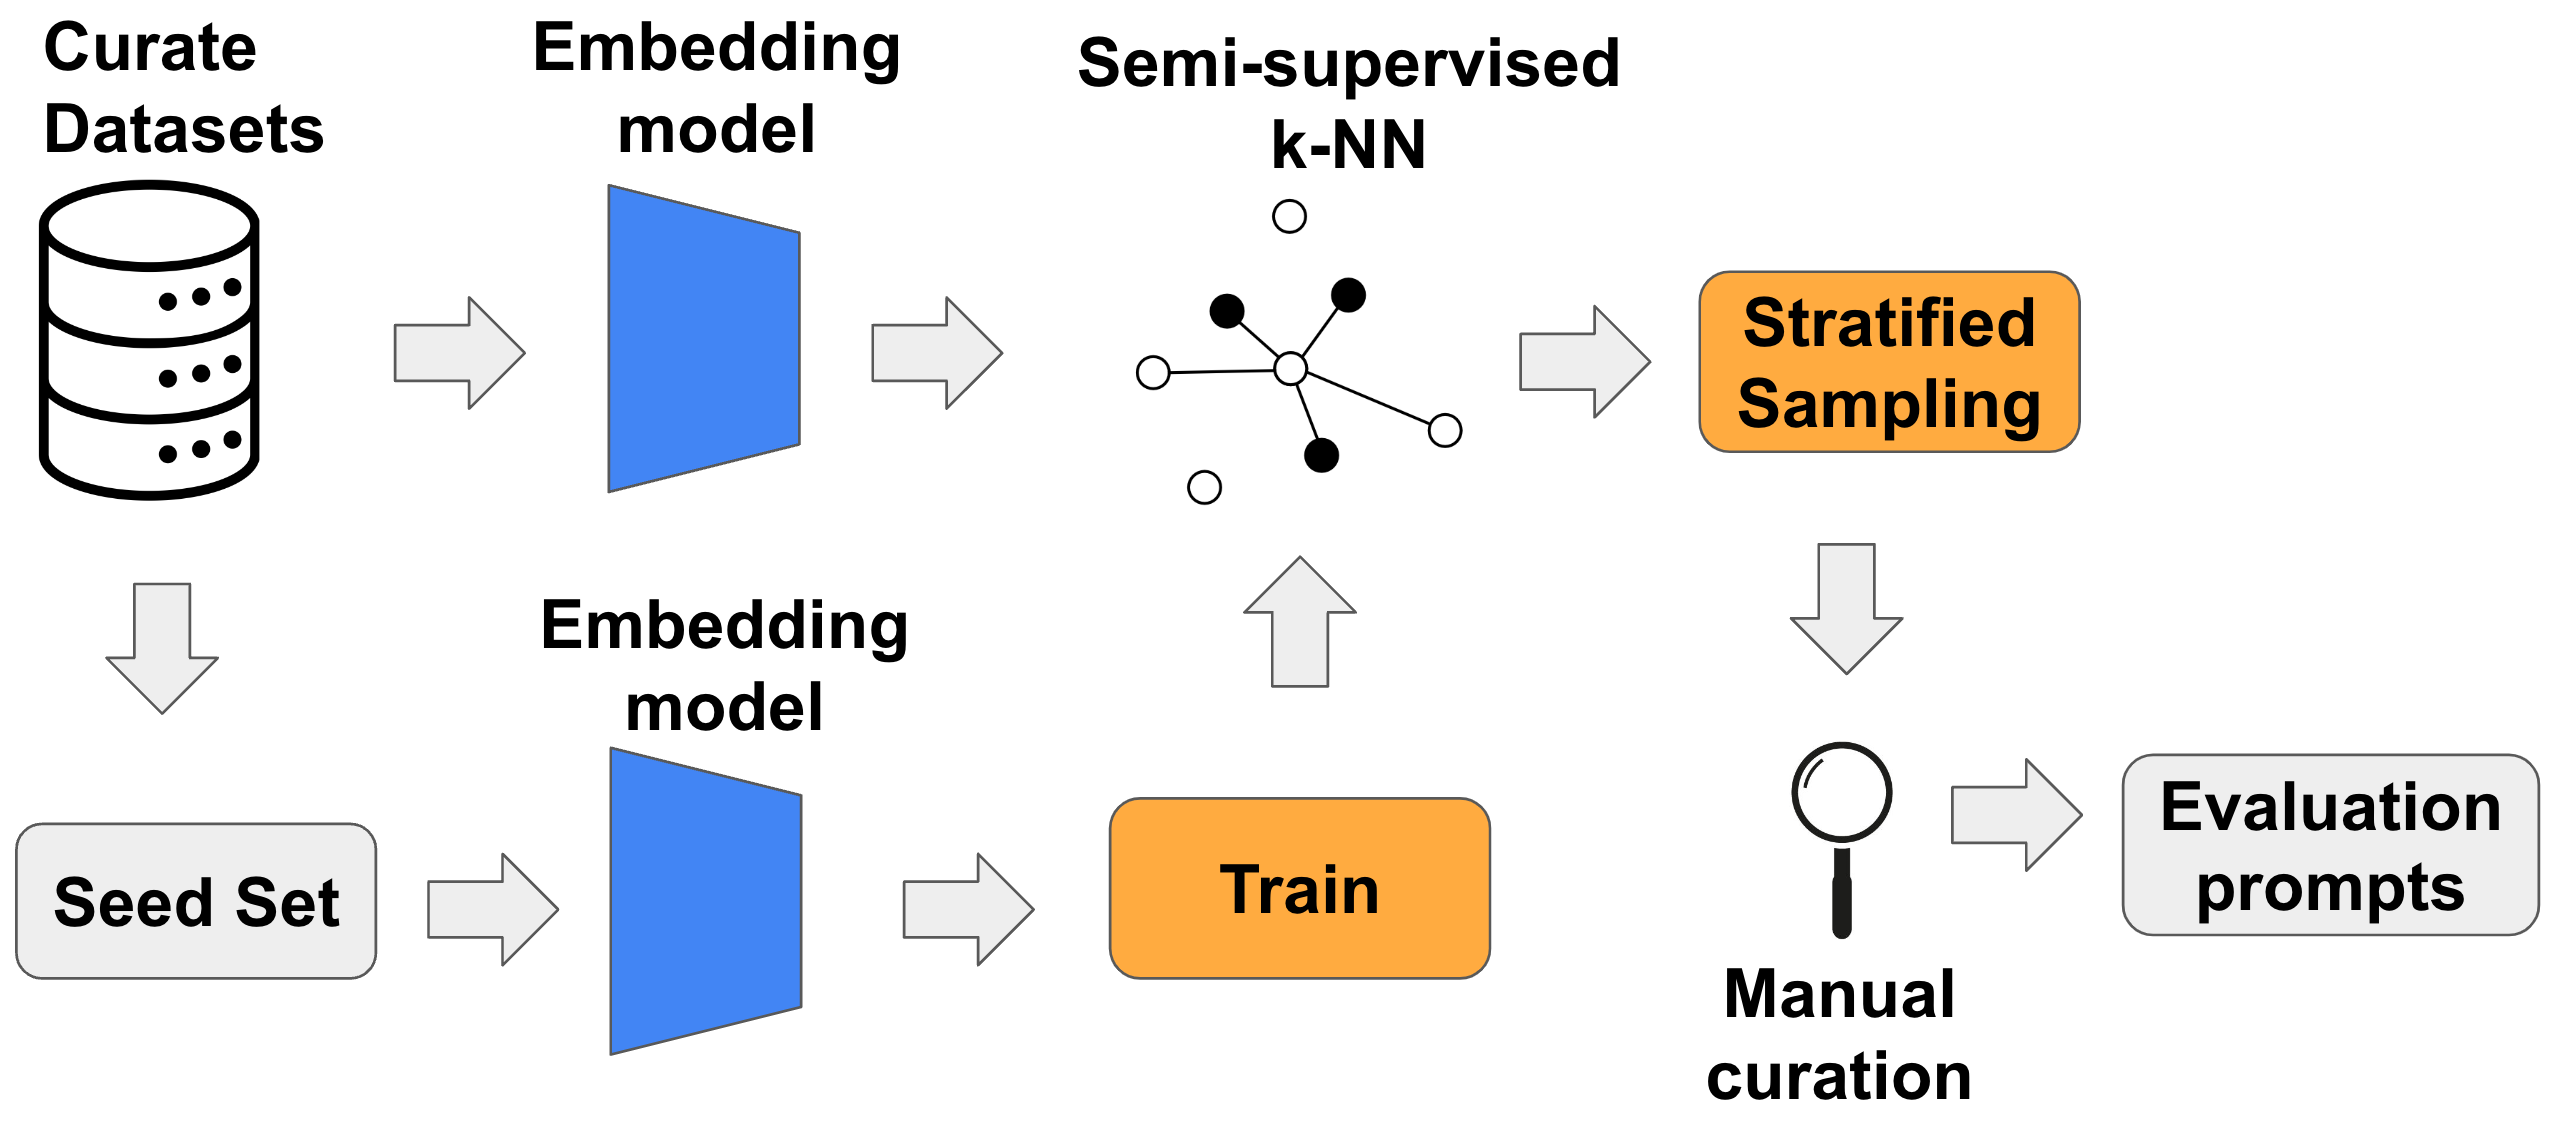 Curate
Datasets
Embedding
model
Semi-supervised
k-NN
Stratified
Sampling
Seed Set
Embedding
model
Train
Manual
curation
Evaluation
prompts